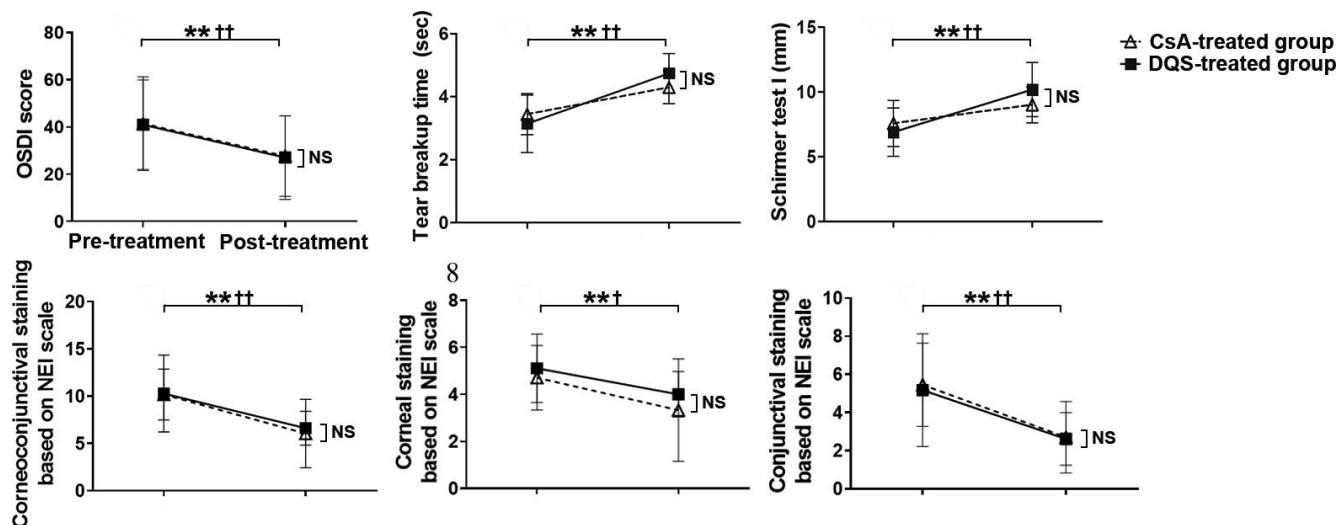 OSDI score
80
60
40
20
0
**††
NS
Pre-treatment
Post-treatment
Tear breakup time (sec)
6
4
2
0
**††
NS
Schirmer test I (mm)
15
10
5
0
**††
NS
CsA-treated group
DQS-treated group
Corneoconjunctival staining
based on NEI scale
20
15
10
5
0
**††
NS
8
Corneal staining
based on NEI scale
8
6
4
2
0
**†
NS
Conjunctival staining
based on NEI scale
10
8
6
4
2
0
**††
NS